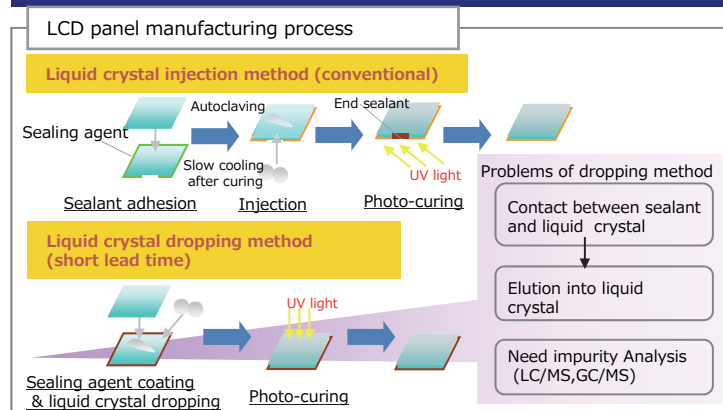 LCD panel manufacturing process
Liquid crystal injection method (conventional)
Autoclaving
End sealant
Sealing agent
Slow cooling
after curing
UV light
Sealant adhesion
Injection
Photo-curing
Liquid crystal dropping method
(short lead time)
UV light
Sealing agent coating
& liquid crystal dropping
Photo-curing
Problems of dropping method
Contact between sealant
and liquid crystal
Elution into liquid
crystal
Need impurity Analysis
(LC/MS,GC/MS)